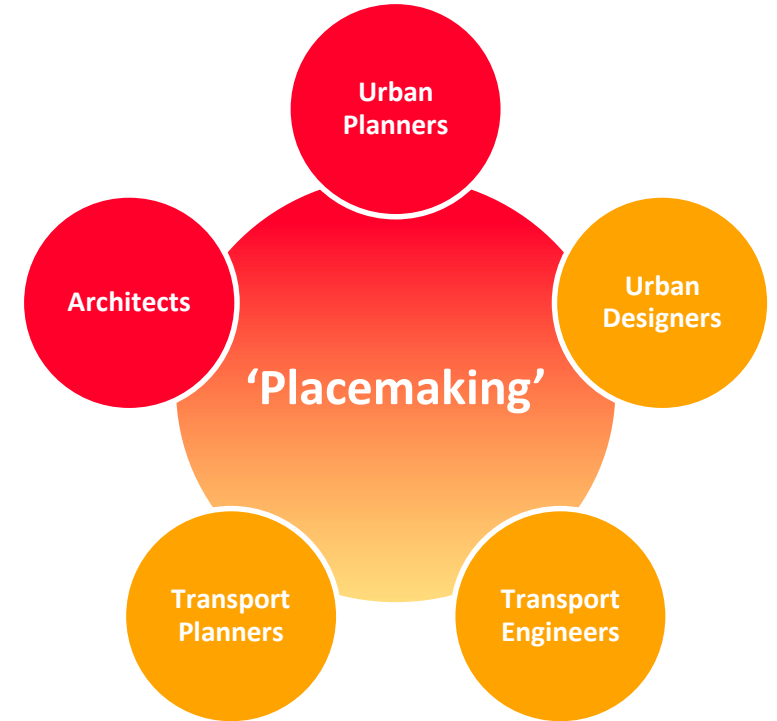 Urban
Planners
Architects
Urban
Designers
‘Placemaking’
Transport
Planners
Transport
Engineers